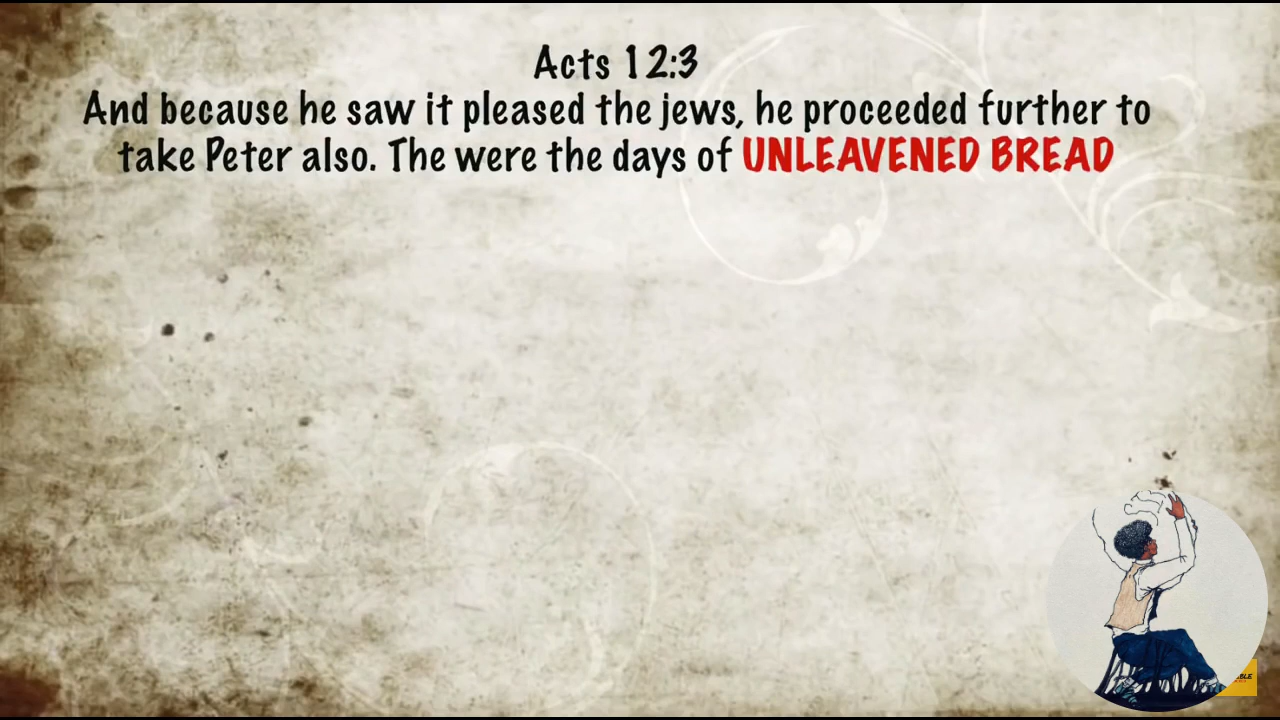 Acts 12:3
And because he saw it pleased the jews, he proceeded further to
take Peter also. The were the days of UNLEAVENED BREAD